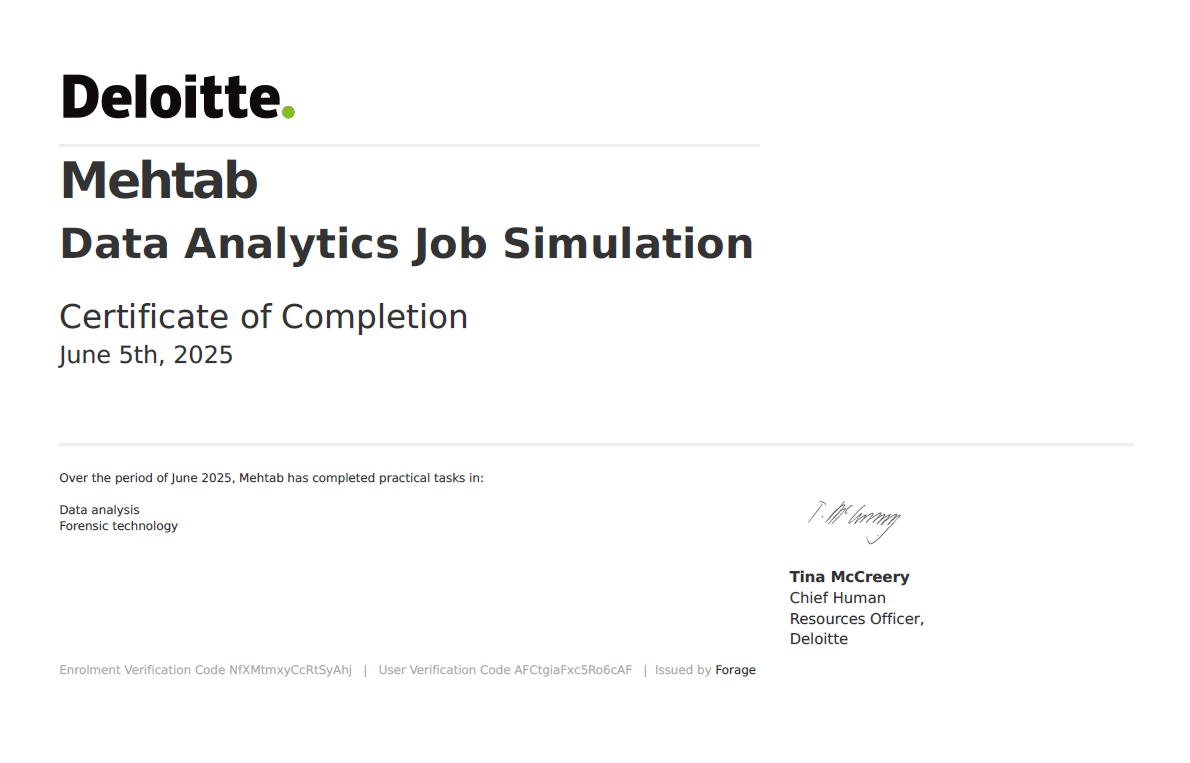 Deloitte.
Mehtab
Data Analytics Job Simulation
Certificate of Completion
June 5th, 2025
Over the period of June 2025, Mehtab has completed practical tasks in:
Data analysis
Forensic technology
T. McCreery
Tina McCreery
Chief Human
Resources Officer,
Deloitte
Enrolment Verification Code NfXMtmxyCcRtSyAhj | User Verification Code AFCtgiaFxc5Ro6cAF | Issued by Forage